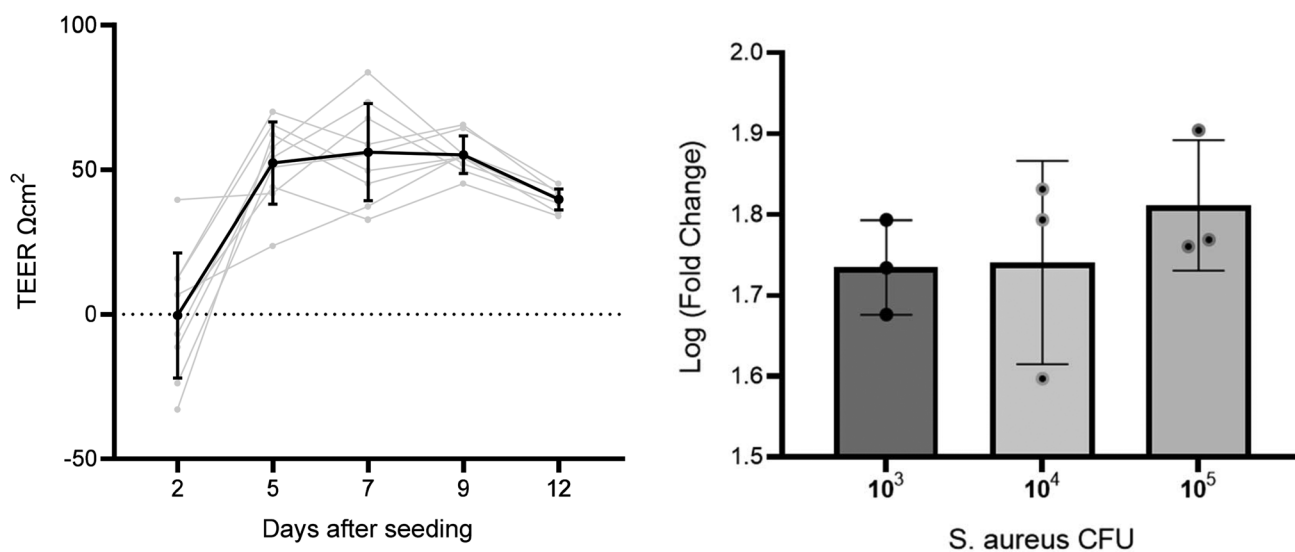 100
50
0
-50
TEER Ωcm²
2 5 7 9 12
Days after seeding
2.0
1.9
1.8
1.7
1.6
1.5
Log (Fold Change)
10³ 10⁴ 10⁵
S. aureus CFU